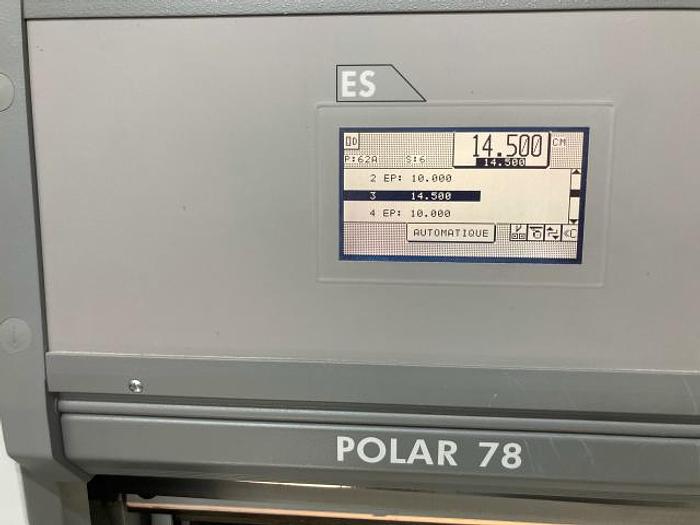 ES
14.500 CM
P:62A S:6 14.500
2 EP: 10.000
3 14.500
4 EP: 10.000
AUTOMATIQUE
POLAR 78